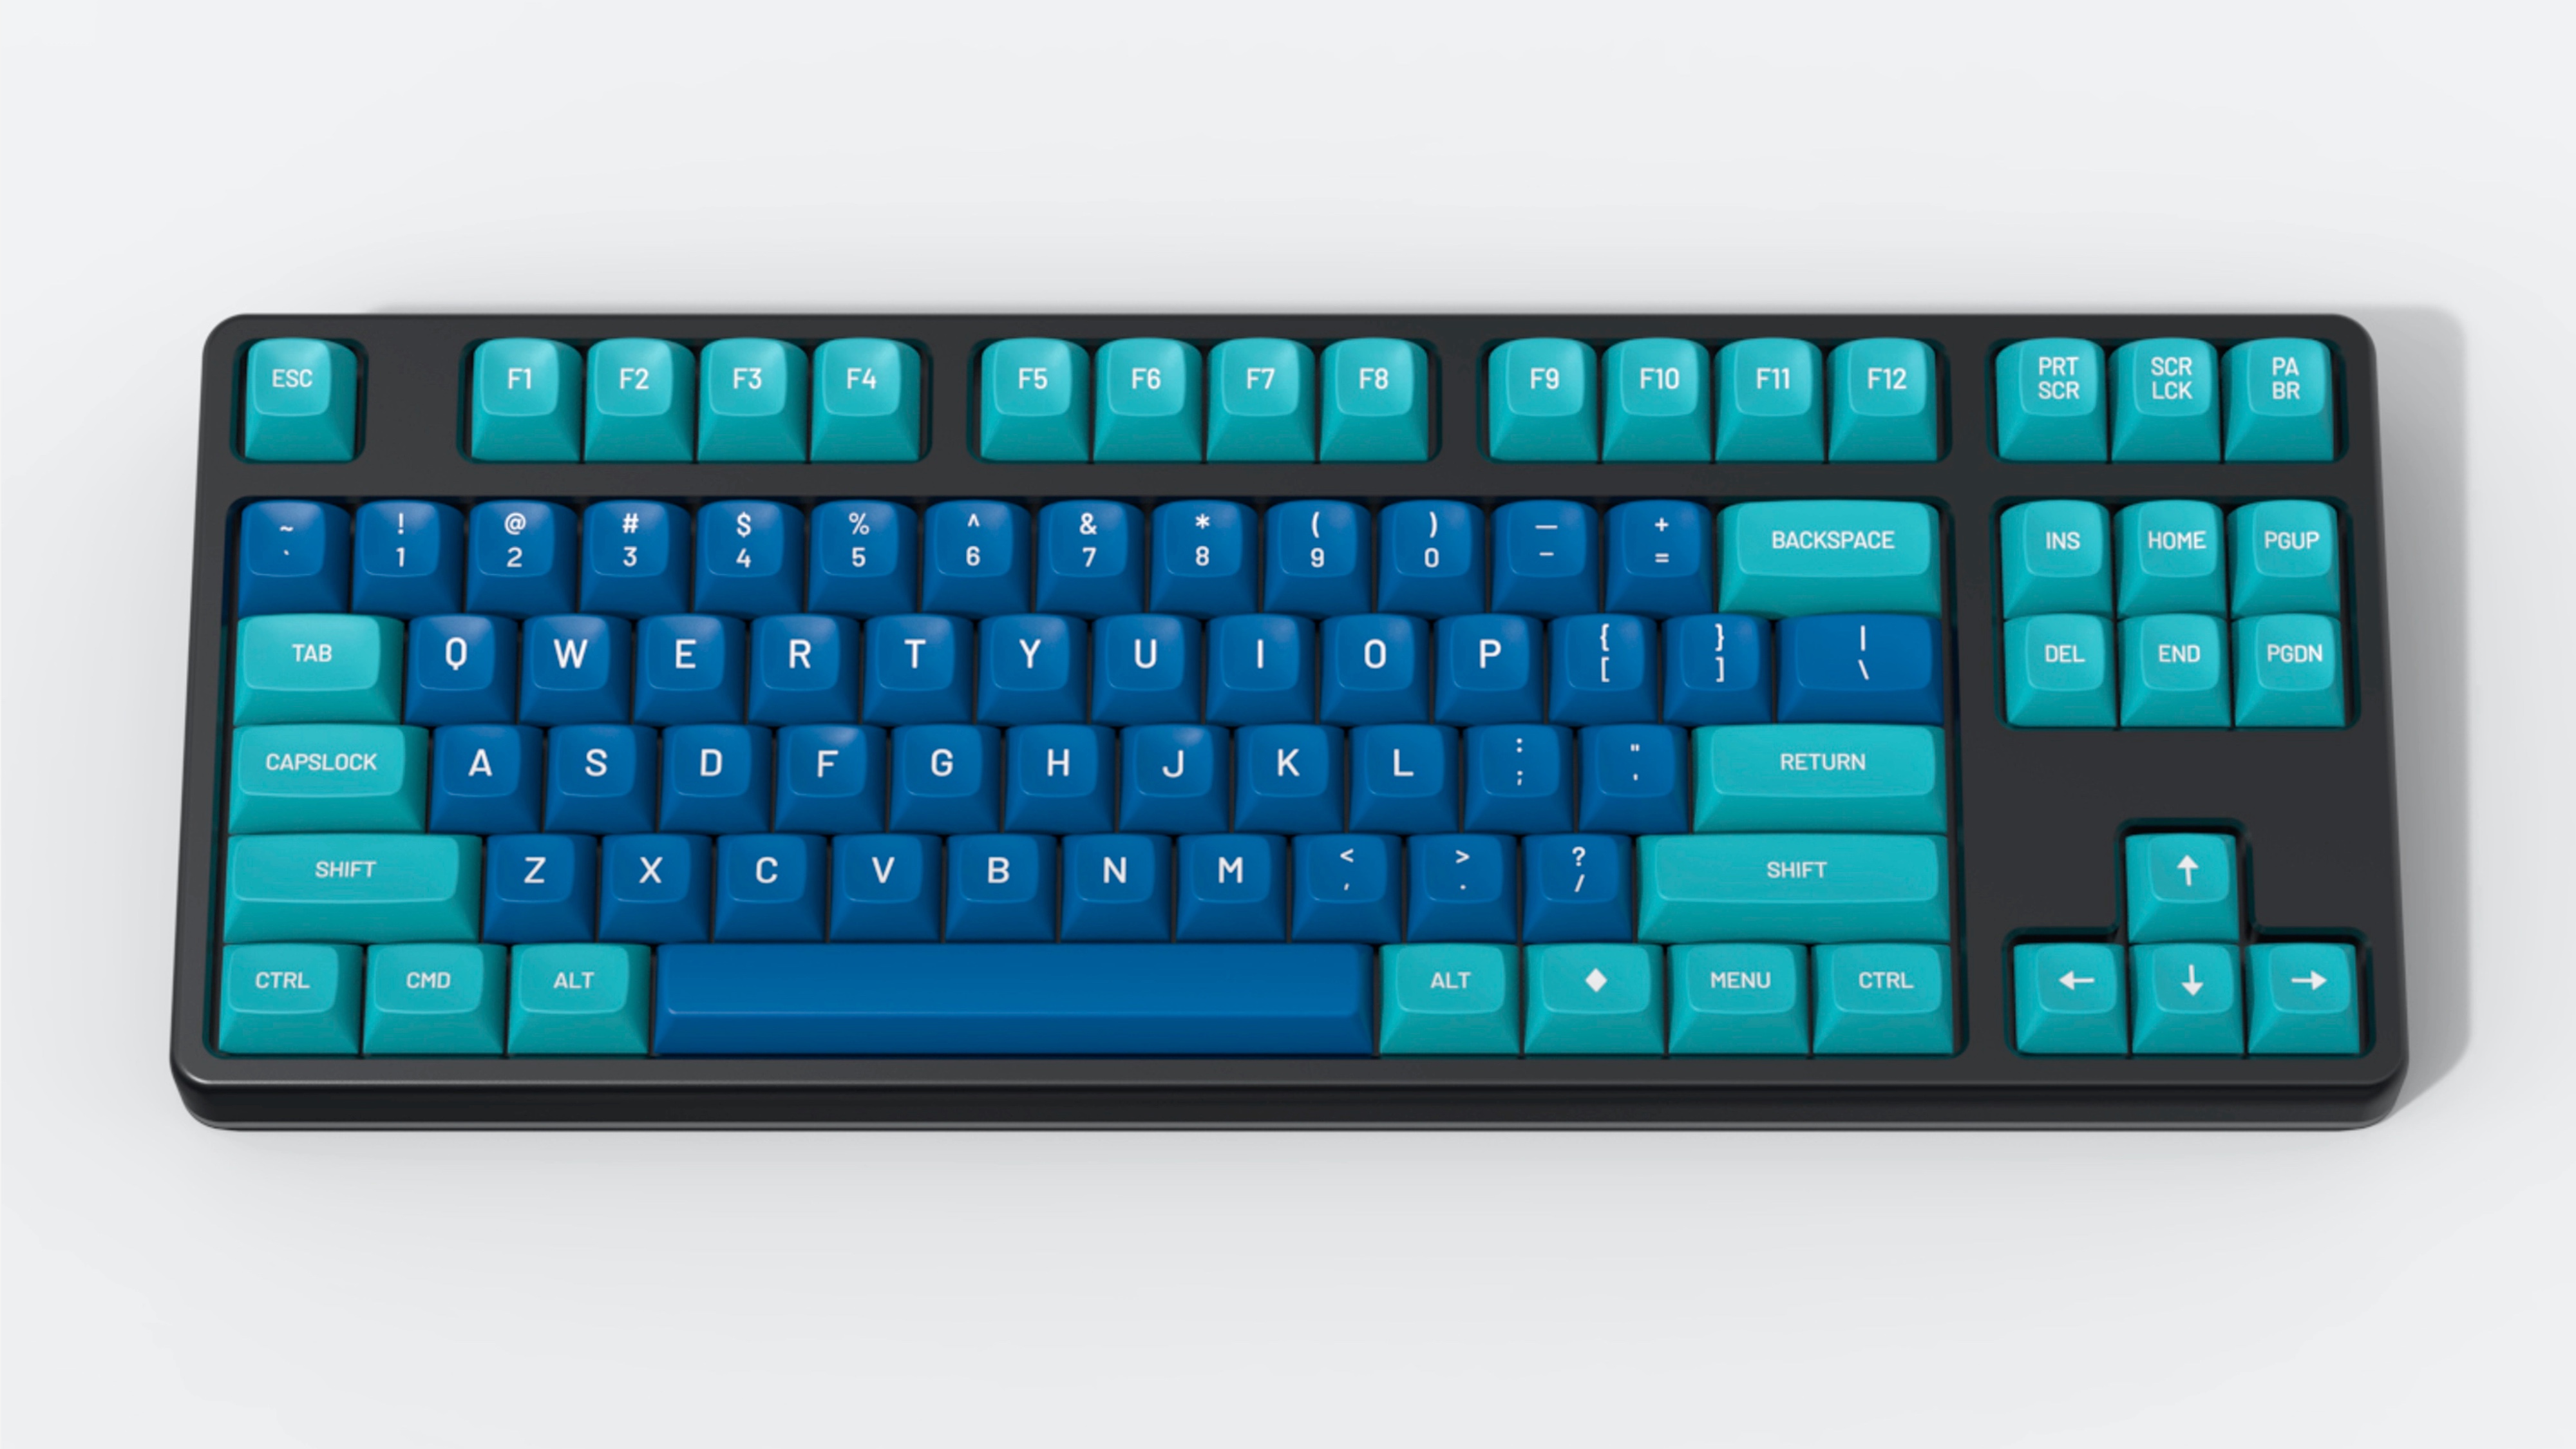 ESC F1 F2 F3 F4 F5 F6 F7 F8 F9 F10 F11 F12 PRT SCR SCR LCK PA BR
~ ! @ # $ % ^ & * ( ) — +
` 1 2 3 4 5 6 7 8 9 0 – = BACKSPACE INS HOME PGUP
TAB Q W E R T Y U I O P { [ } ] | \ DEL END PGDN
CAPSLOCK A S D F G H J K L : ; " ' RETURN
SHIFT Z X C V B N M < , > . ? / SHIFT ↑
CTRL CMD ALT ALT ◆ MENU CTRL ← ↓ →